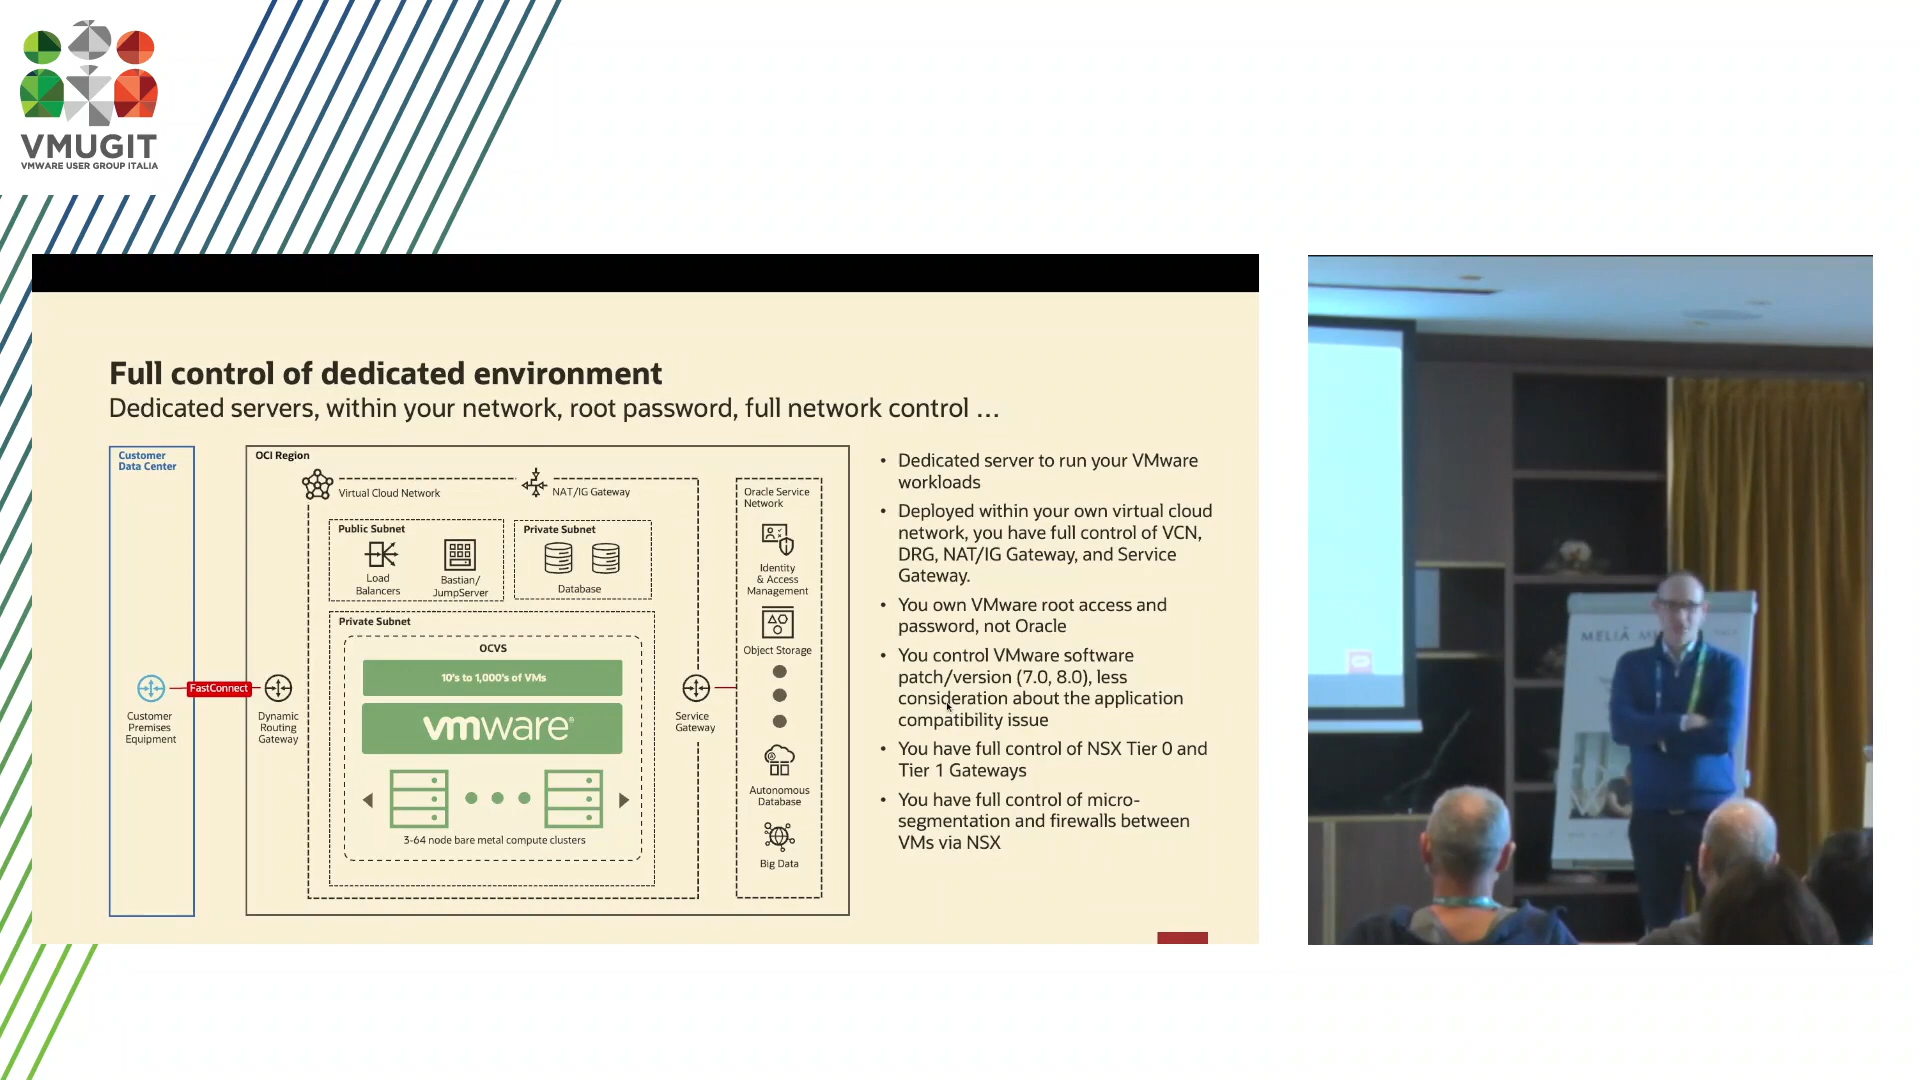 VMUGIT
VMWARE USER GROUP ITALIA
Full control of dedicated environment
Dedicated servers, within your network, root password, full network control ...
Customer
Data Center
Customer
Premises
Equipment
FastConnect
OCI Region
Dynamic
Routing
Gateway
Virtual Cloud Network
NAT/IG Gateway
Public Subnet
Load
Balancers
Bastian/
JumpServer
Private Subnet
Database
Private Subnet
OCVS
10's to 1,000's of VMs
vmware®
3-64 node bare metal compute clusters
Service
Gateway
Oracle Service
Network
Identity
& Access
Management
Object Storage
Autonomous
Database
Big Data
• Dedicated server to run your VMware
workloads
• Deployed within your own virtual cloud
network, you have full control of VCN,
DRG, NAT/IG Gateway, and Service
Gateway.
• You own VMware root access and
password, not Oracle
• You control VMware software
patch/version (7.0, 8.0), less
consideration about the application
compatibility issue
• You have full control of NSX Tier 0 and
Tier 1 Gateways
• You have full control of micro-
segmentation and firewalls between
VMs via NSX
MELIÃ